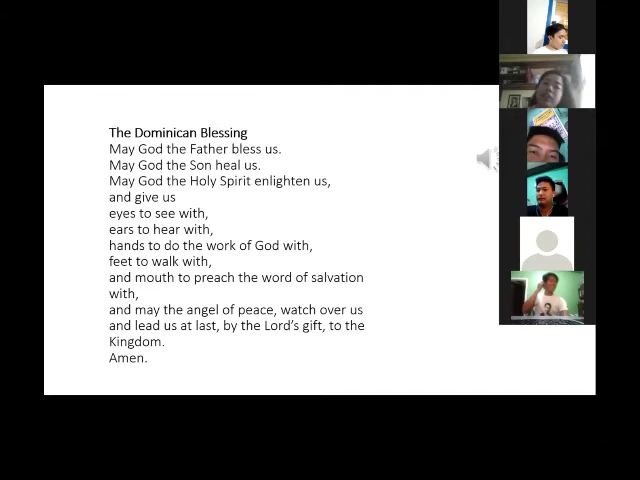 The Dominican Blessing
May God the Father bless us.
May God the Son heal us.
May God the Holy Spirit enlighten us,
and give us
eyes to see with,
ears to hear with,
hands to do the work of God with,
feet to walk with,
and mouth to preach the word of salvation
with,
and may the angel of peace, watch over us
and lead us at last, by the Lord's gift, to the
Kingdom.
Amen.